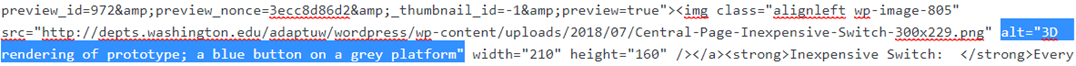 preview_id=972&amp;preview_nonce=3ecc8d86d2&amp;_thumbnail_id=-1&amp;preview=true"><img class="alignleft wp-image-805"
src="http://depts.washington.edu/adaptuw/wordpress/wp-content/uploads/2018/07/Central-Page-Inexpensive-Switch-300x229.png" alt="3D
rendering of prototype; a blue button on a grey platform" width="210" height="160" /></a><strong>Inexpensive Switch:  </strong>Every